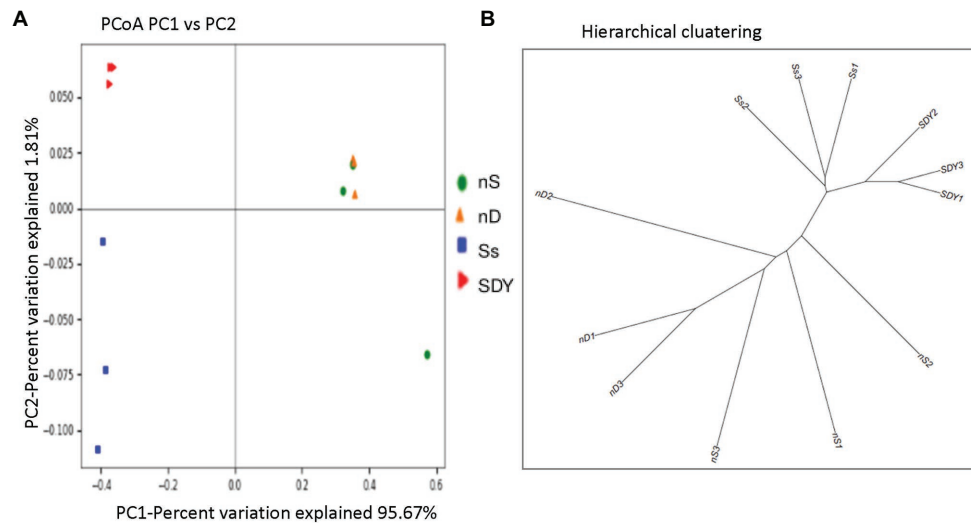 A
PCoA PC1 vs PC2
PC2-Percent variation explained 1.81%
0.050
0.025
0.000
−0.025
−0.050
−0.075
−0.100
−0.4
−0.2
0.0
0.2
0.4
0.6
PC1-Percent variation explained 95.67%
nS
nD
Ss
SDY
B
Hierarchical cluatering
Ss3
Ss1
Ss2
SDY2
SDY3
SDY1
nD2
nD1
nD3
nS3
nS1
nS2